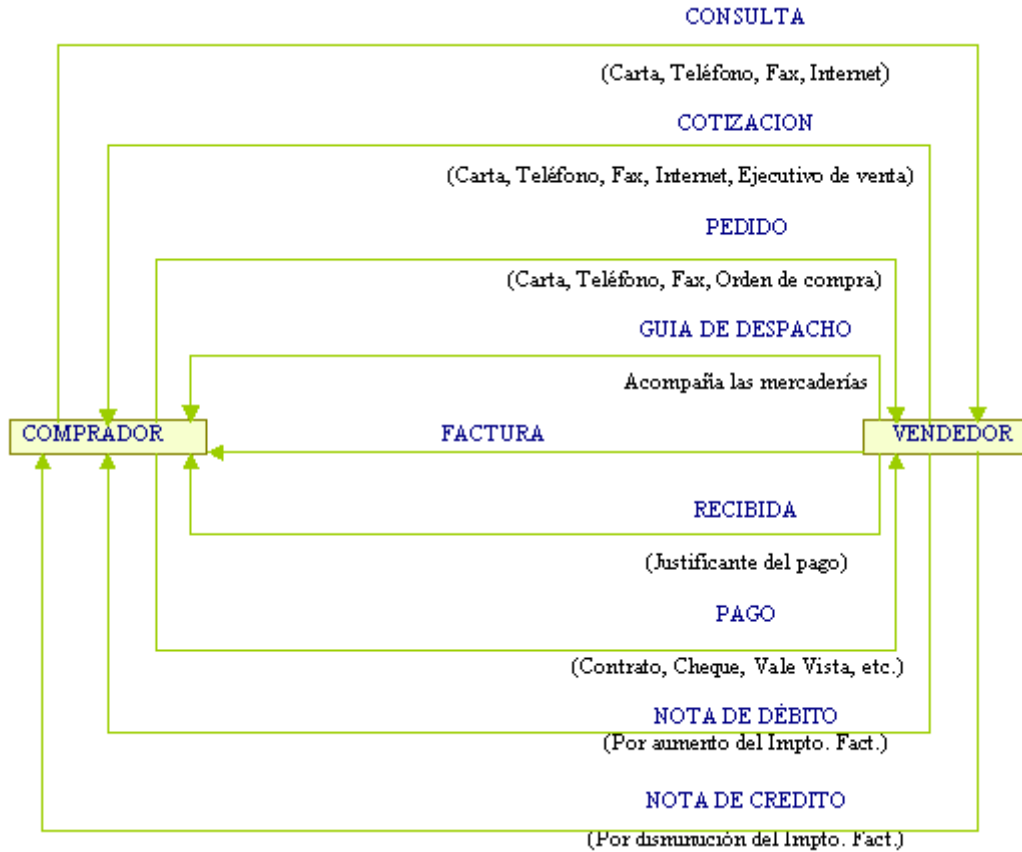 CONSULTA
(Carta, Teléfono, Fax, Internet)
COTIZACION
(Carta, Teléfono, Fax, Internet, Ejecutivo de venta)
PEDIDO
(Carta, Teléfono, Fax, Orden de compra)
GUIA DE DESPACHO
Acompaña las mercaderías
COMPRADOR
FACTURA
VENDEDOR
RECIBIDA
(Justificante del pago)
PAGO
(Contrato, Cheque, Vale Vista, etc.)
NOTA DE DÉBITO
(Por aumento del Impto. Fact.)
NOTA DE CREDITO
(Por disminución del Impto. Fact.)